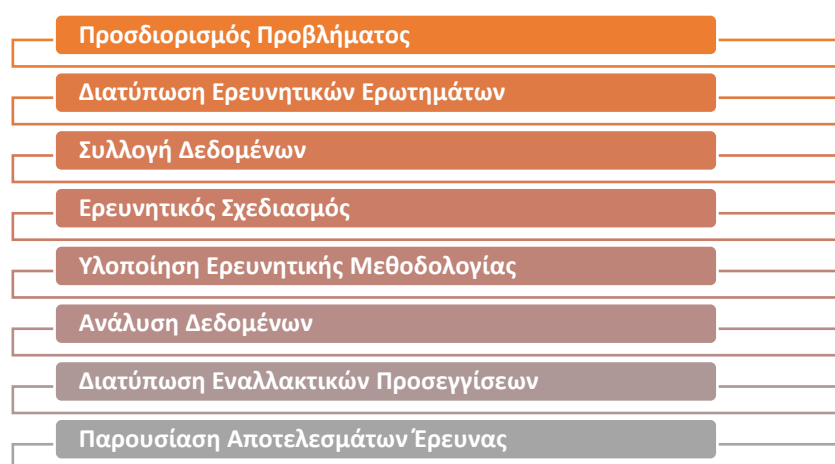 Προσδιορισμός Προβλήματος
Διατύπωση Ερευνητικών Ερωτημάτων
Συλλογή Δεδομένων
Ερευνητικός Σχεδιασμός
Υλοποίηση Ερευνητικής Μεθοδολογίας
Ανάλυση Δεδομένων
Διατύπωση Εναλλακτικών Προσεγγίσεων
Παρουσίαση Αποτελεσμάτων Έρευνας